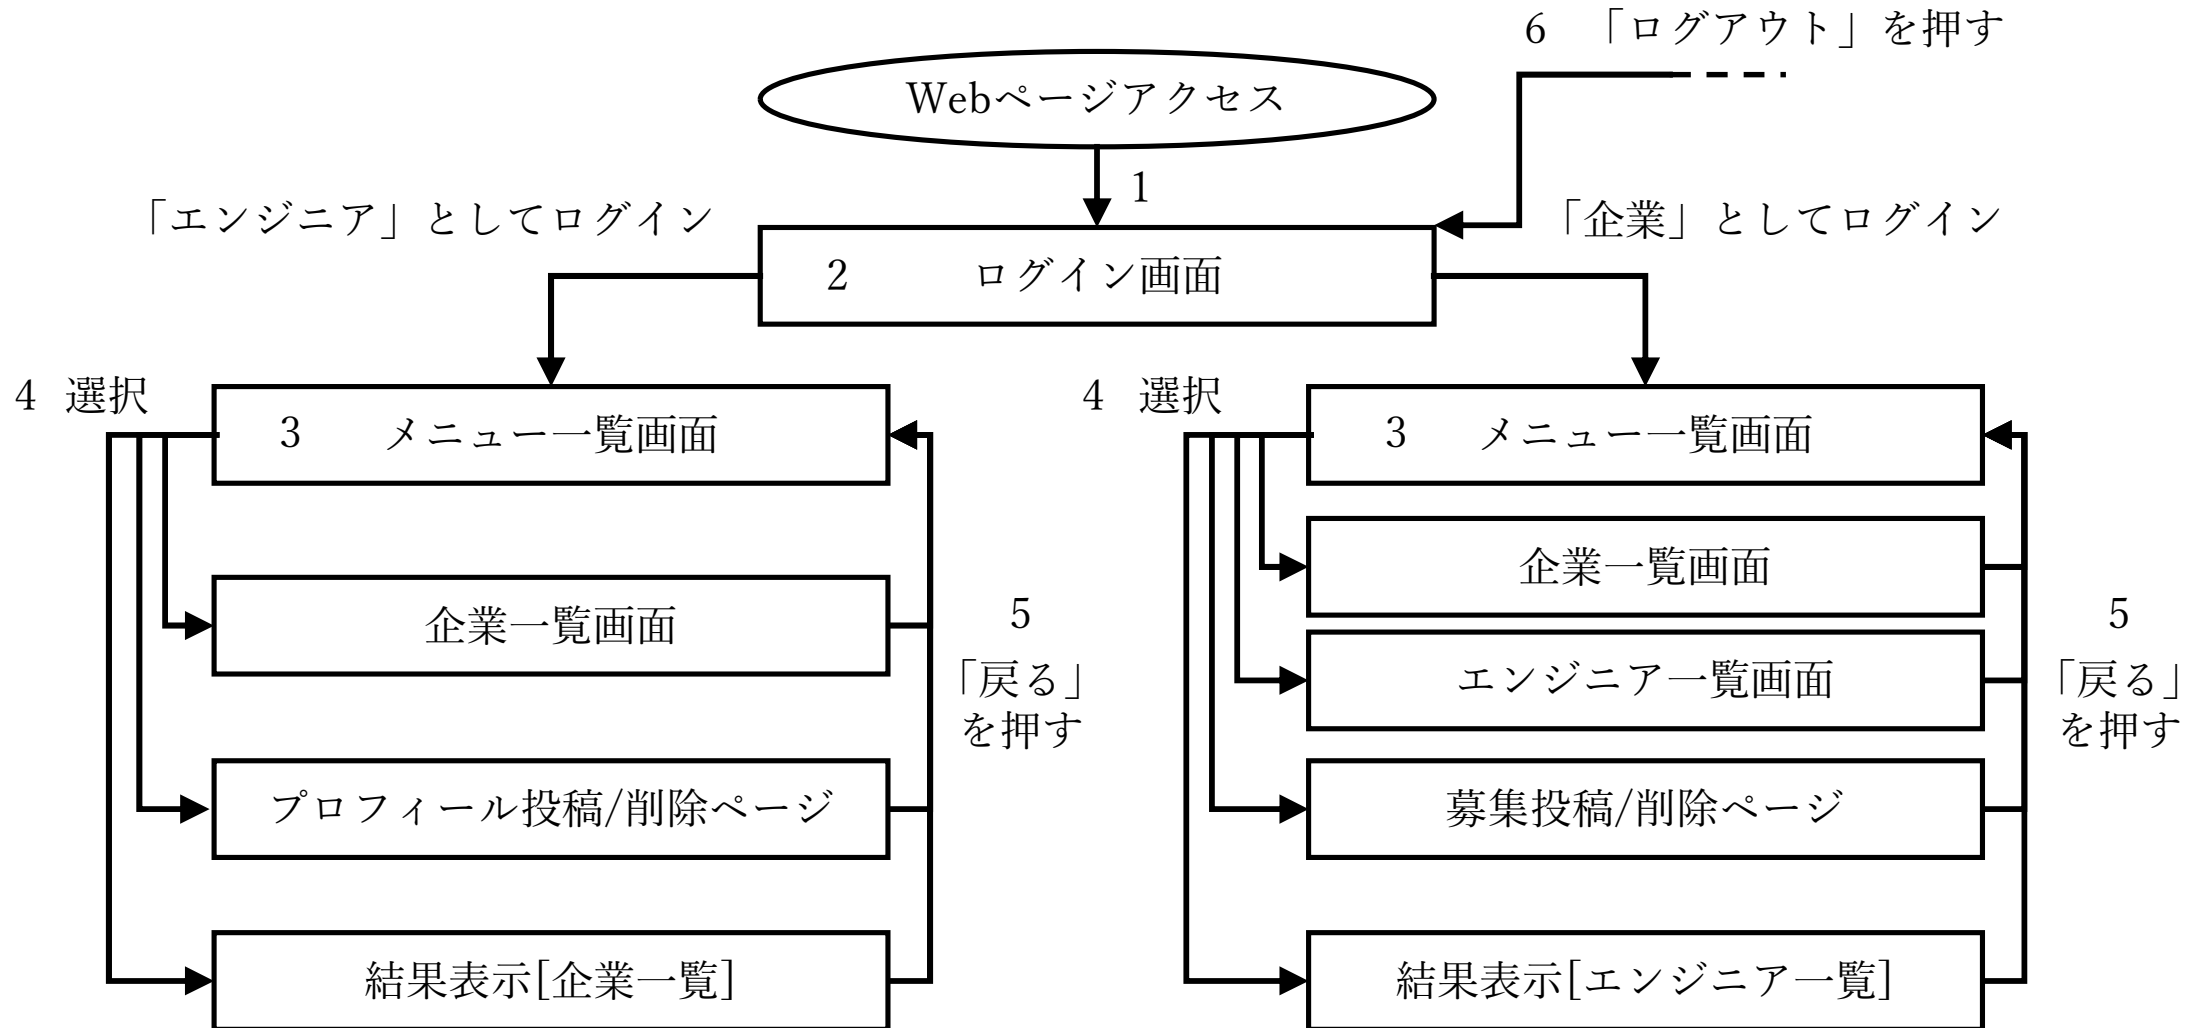 6 「ログアウト」を押す
Webページアクセス
1
「エンジニア」としてログイン
「企業」としてログイン
2 ログイン画面
4 選択
3 メニュー一覧画面
企業一覧画面
プロフィール投稿/削除ページ
結果表示[企業一覧]
5
「戻る」
を押す
4 選択
3 メニュー一覧画面
企業一覧画面
エンジニア一覧画面
募集投稿/削除ページ
結果表示[エンジニア一覧]
5
「戻る」
を押す